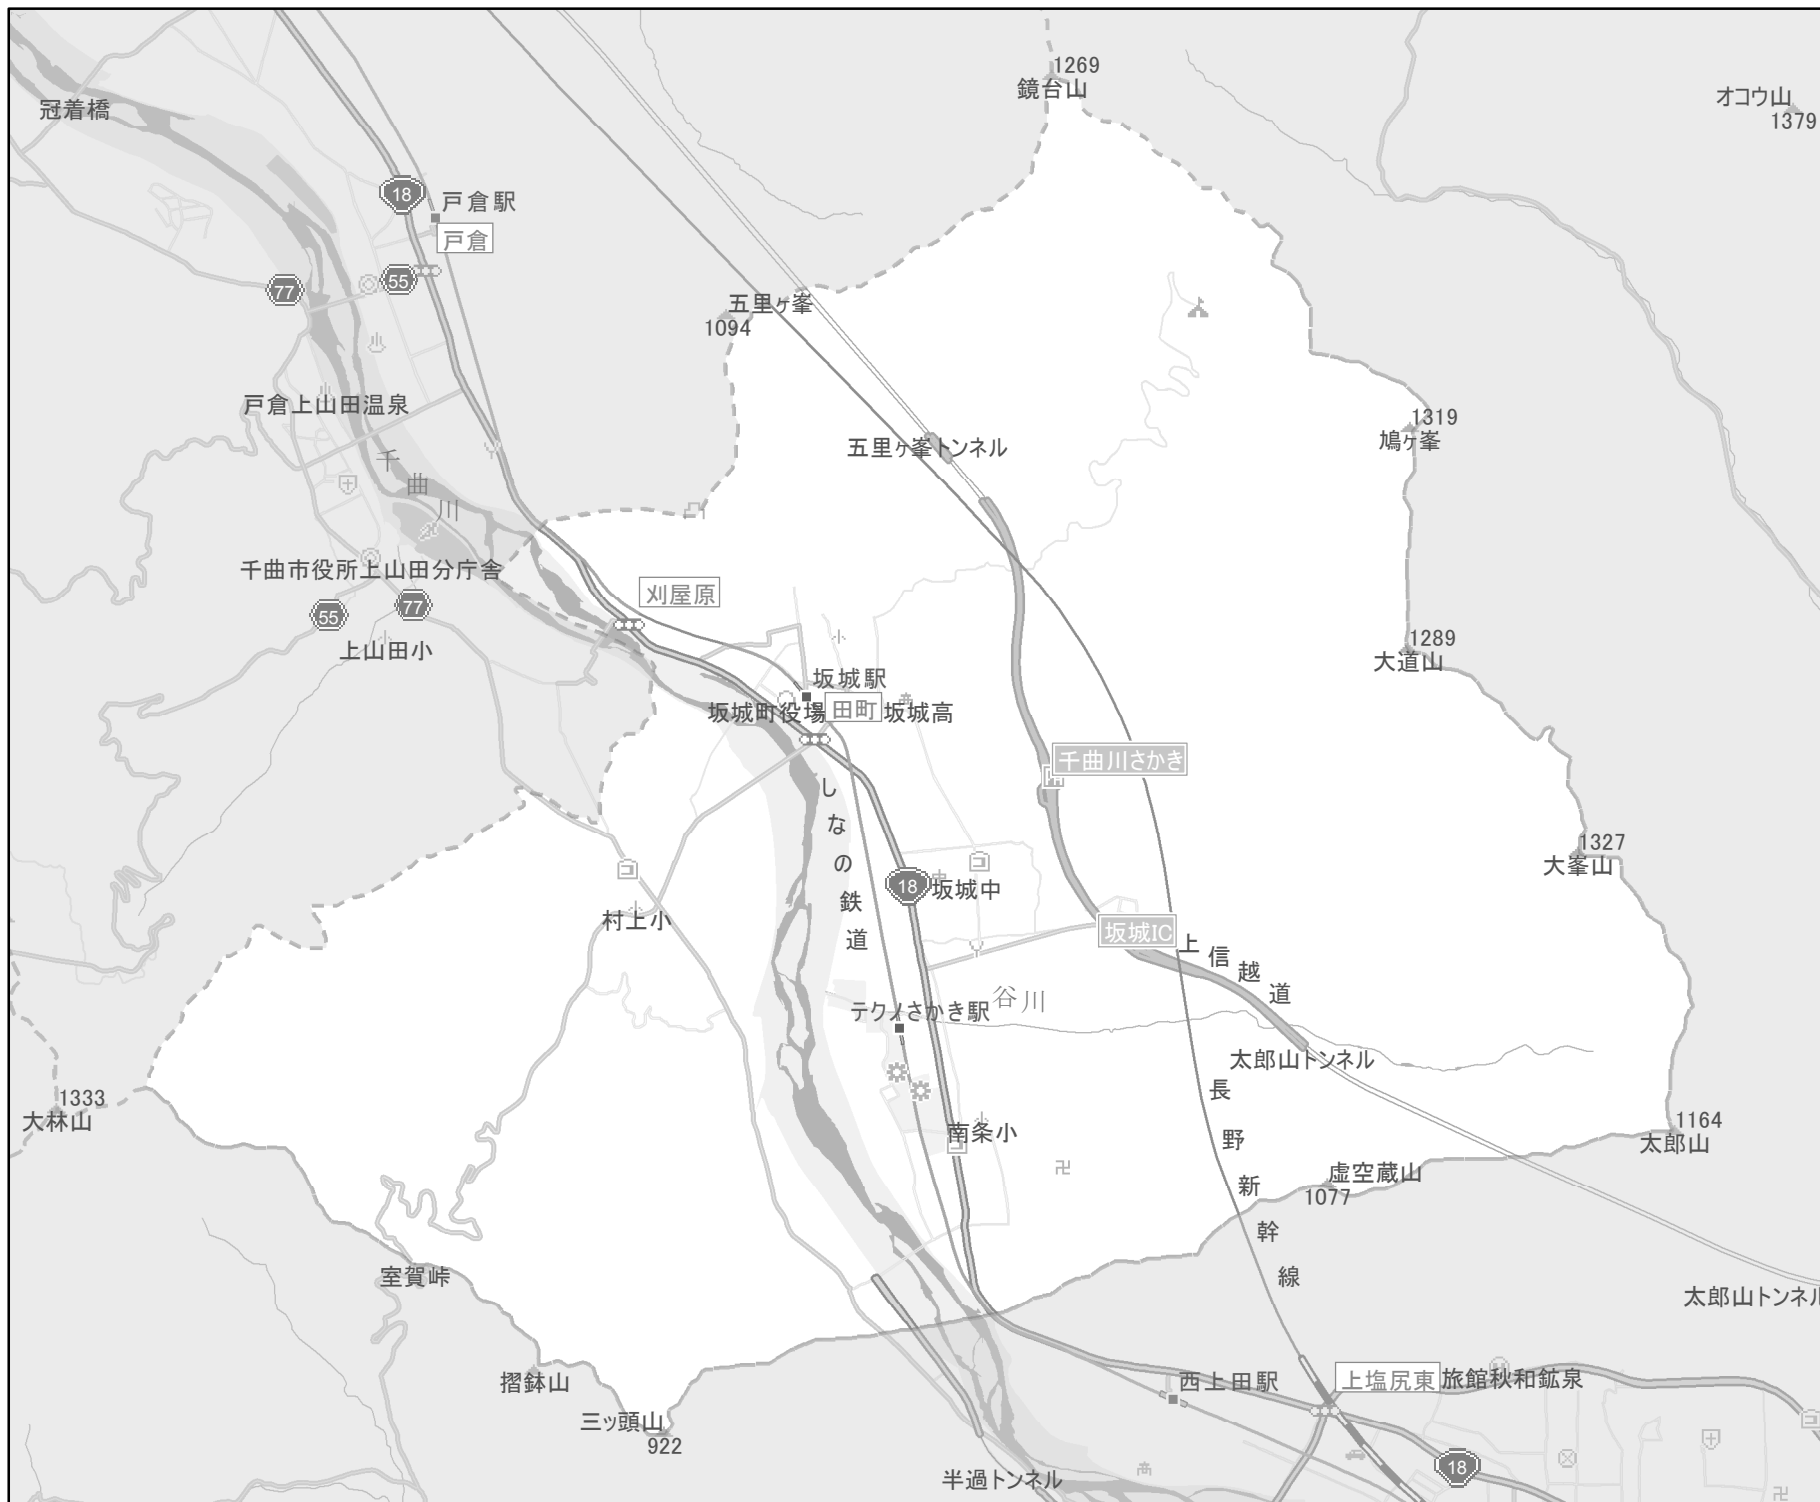 1269
鏡台山
オコウ山
1379
冠着橋
18
戸倉駅
戸倉
77
55
五里ヶ峯
1094
戸倉上山田温泉
1319
鳩ヶ峯
五里ヶ峯トンネル
千曲川
千曲市役所上山田分庁舎
刈屋原
55
77
上山田小
1289
大道山
坂城駅
坂城町役場
田町
坂城高
千曲川さかき
しなの鉄道
1327
大峯山
18
坂城中
村上小
坂城IC
上信越道
谷川
テクノさかき駅
太郎山トンネル
1333
大林山
長野新幹線
南条小
1164
太郎山
虚空蔵山
1077
室賀峠
太郎山トンネル
摺鉢山
西上田駅
上塩尻東
旅館秋和鉱泉
三ッ頭山
922
18
半過トンネル